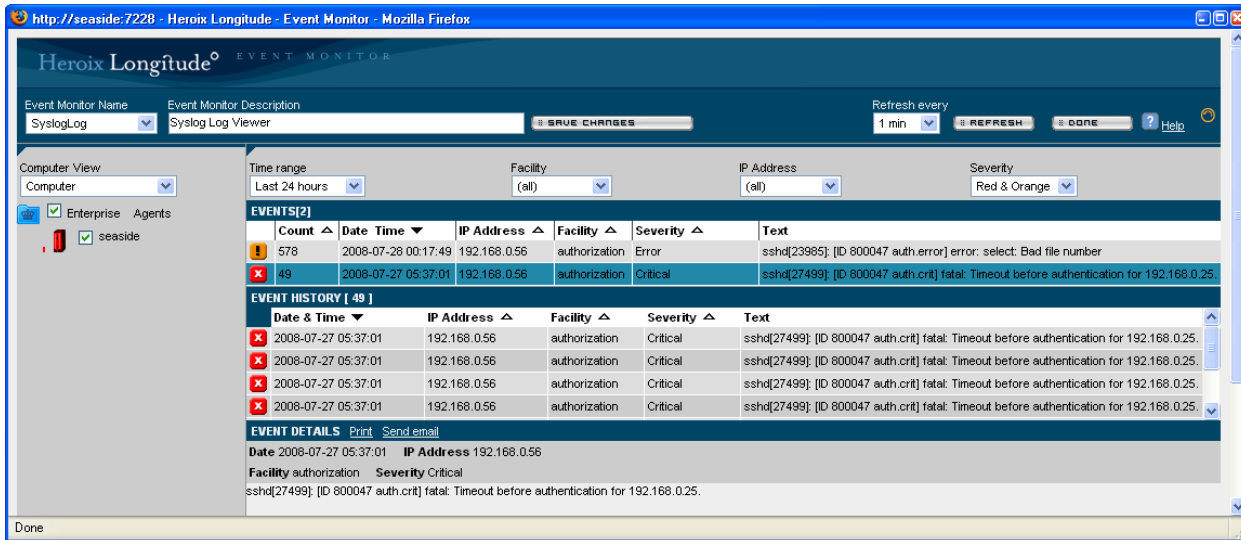 http://seaside:7228 - Heroix Longitude - Event Monitor - Mozilla Firefox
Heroix Longitude° EVENT MONITOR
Event Monitor Name Event Monitor Description Refresh every
SyslogLog Syslog Log Viewer SAVE CHANGES 1 min REFRESH DONE ? Help
Computer View Time range Facility IP Address Severity
Computer Last 24 hours (all) (all) Red & Orange
Enterprise Agents
seaside
EVENTS[2]
Count Date Time IP Address Facility Severity Text
578 2008-07-28 00:17:49 192.168.0.56 authorization Error sshd[23985]: [ID 800047 auth.error] error: select: Bad file number
49 2008-07-27 05:37:01 192.168.0.56 authorization Critical sshd[27499]: [ID 800047 auth.crit] fatal: Timeout before authentication for 192.168.0.25.
EVENT HISTORY [ 49 ]
Date & Time IP Address Facility Severity Text
2008-07-27 05:37:01 192.168.0.56 authorization Critical sshd[27499]: [ID 800047 auth.crit] fatal: Timeout before authentication for 192.168.0.25.
2008-07-27 05:37:01 192.168.0.56 authorization Critical sshd[27499]: [ID 800047 auth.crit] fatal: Timeout before authentication for 192.168.0.25.
2008-07-27 05:37:01 192.168.0.56 authorization Critical sshd[27499]: [ID 800047 auth.crit] fatal: Timeout before authentication for 192.168.0.25.
2008-07-27 05:37:01 192.168.0.56 authorization Critical sshd[27499]: [ID 800047 auth.crit] fatal: Timeout before authentication for 192.168.0.25.
EVENT DETAILS Print Send email
Date 2008-07-27 05:37:01 IP Address 192.168.0.56
Facility authorization Severity Critical
sshd[27499]: [ID 800047 auth.crit] fatal: Timeout before authentication for 192.168.0.25.
Done